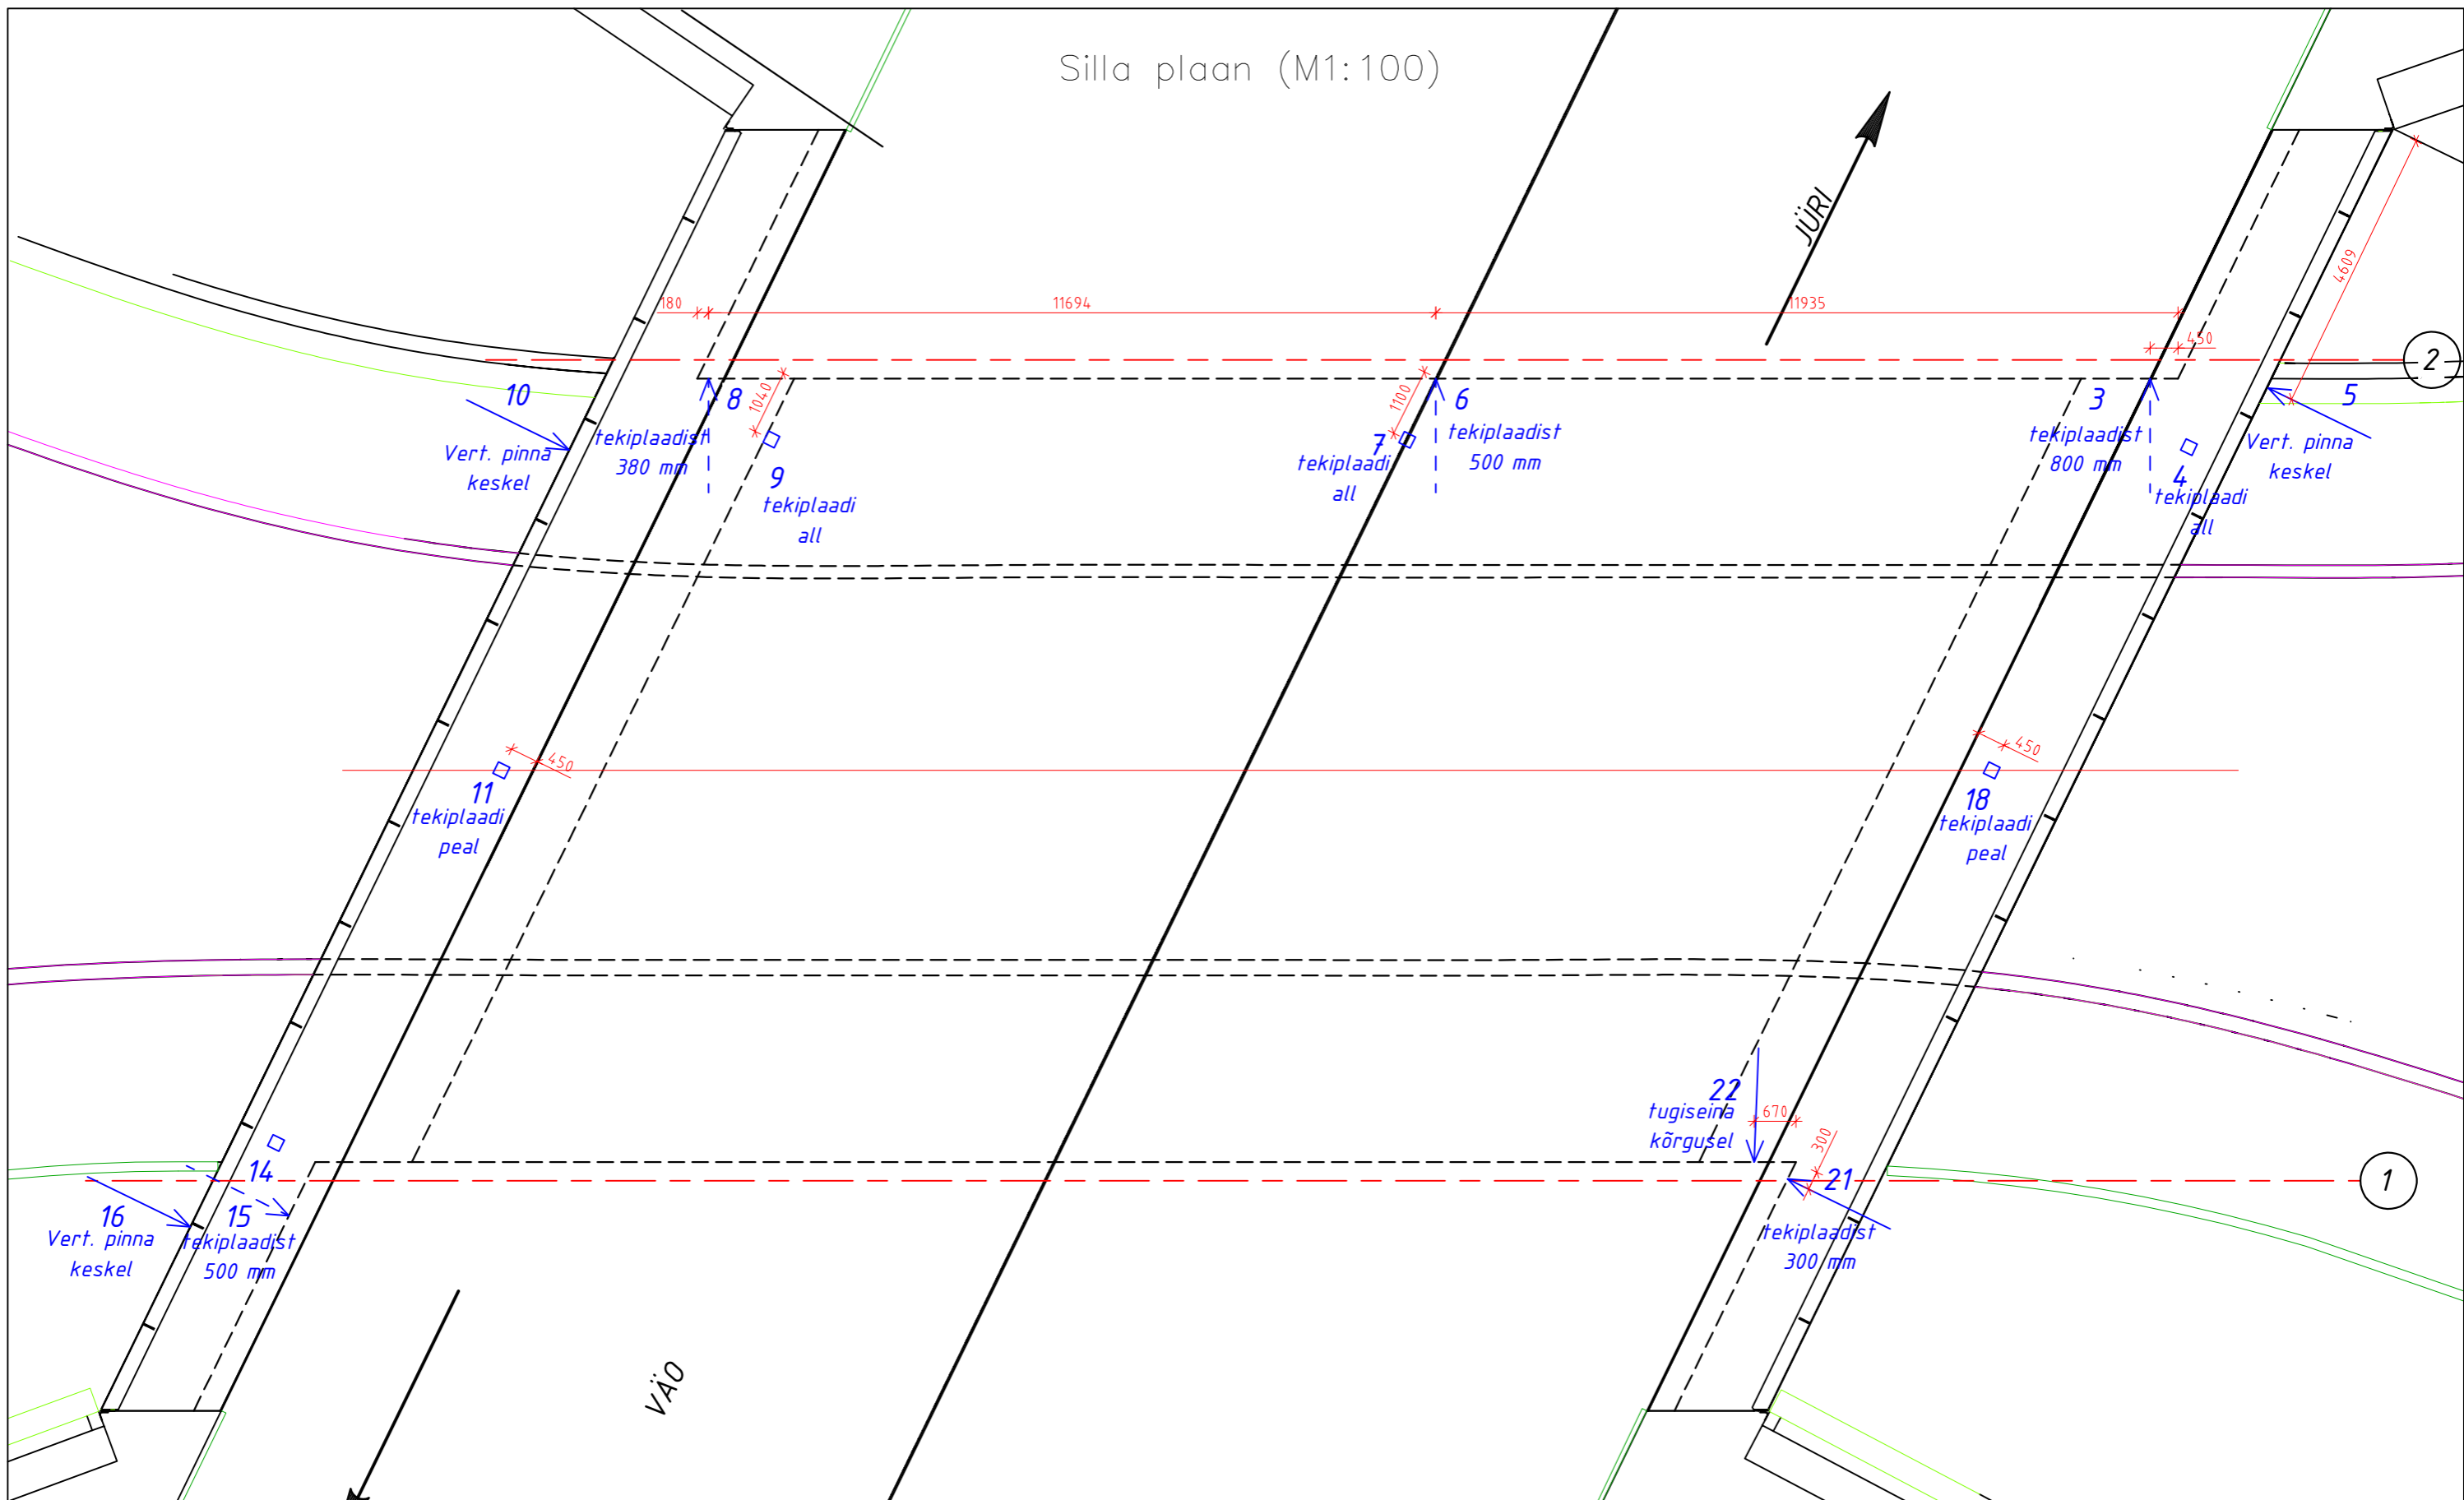 Silla plaan (M1:100)
JÜRI
4609
180
11694
11935
450
2
10
Vert. pinna
keskel
8
tekiplaadist
380 mm
1040
9
tekiplaadi
all
1100
7
tekiplaadi
all
6
tekiplaadist
500 mm
3
tekiplaadist
800 mm
4
tekiplaadi
all
5
Vert. pinna
keskel
450
11
tekiplaadi
peal
450
18
tekiplaadi
peal
22
tugiseina
kõrgusel
670
300
21
tekiplaadist
300 mm
1
14
16
Vert. pinna
keskel
15
tekiplaadist
500 mm
VÄO